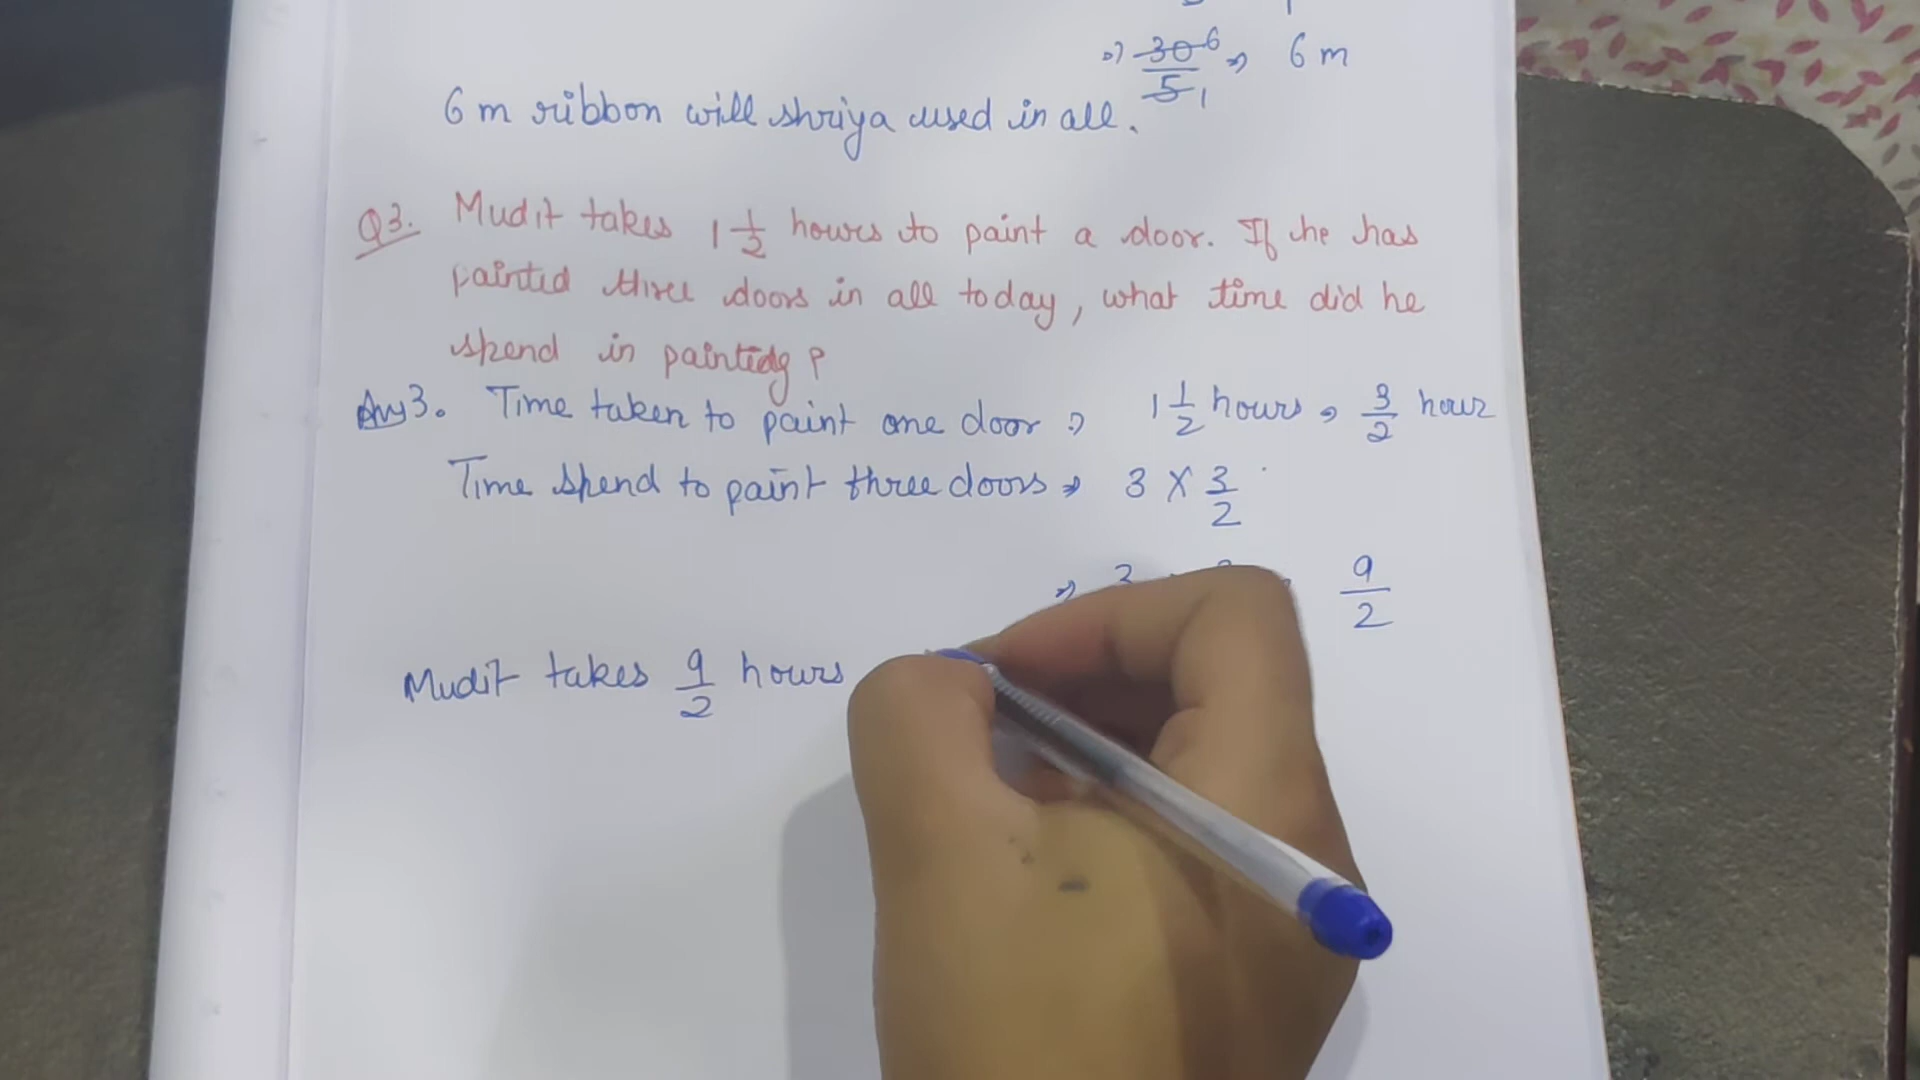 ⇒ 30 6 / 5 1 ⇒ 6 m
6 m ribbon will shriya used in all.
Q3. Mudit takes 1 1/2 hours to paint a door. If he has
painted three doors in all today, what time did he
spend in painting ?
Ans3. Time taken to paint one door ⇒ 1 1/2 hours ⇒ 3/2 hour
Time spend to paint three doors ⇒ 3 X 3/2
⇒ 3 9/2
Mudit takes 9/2 hours